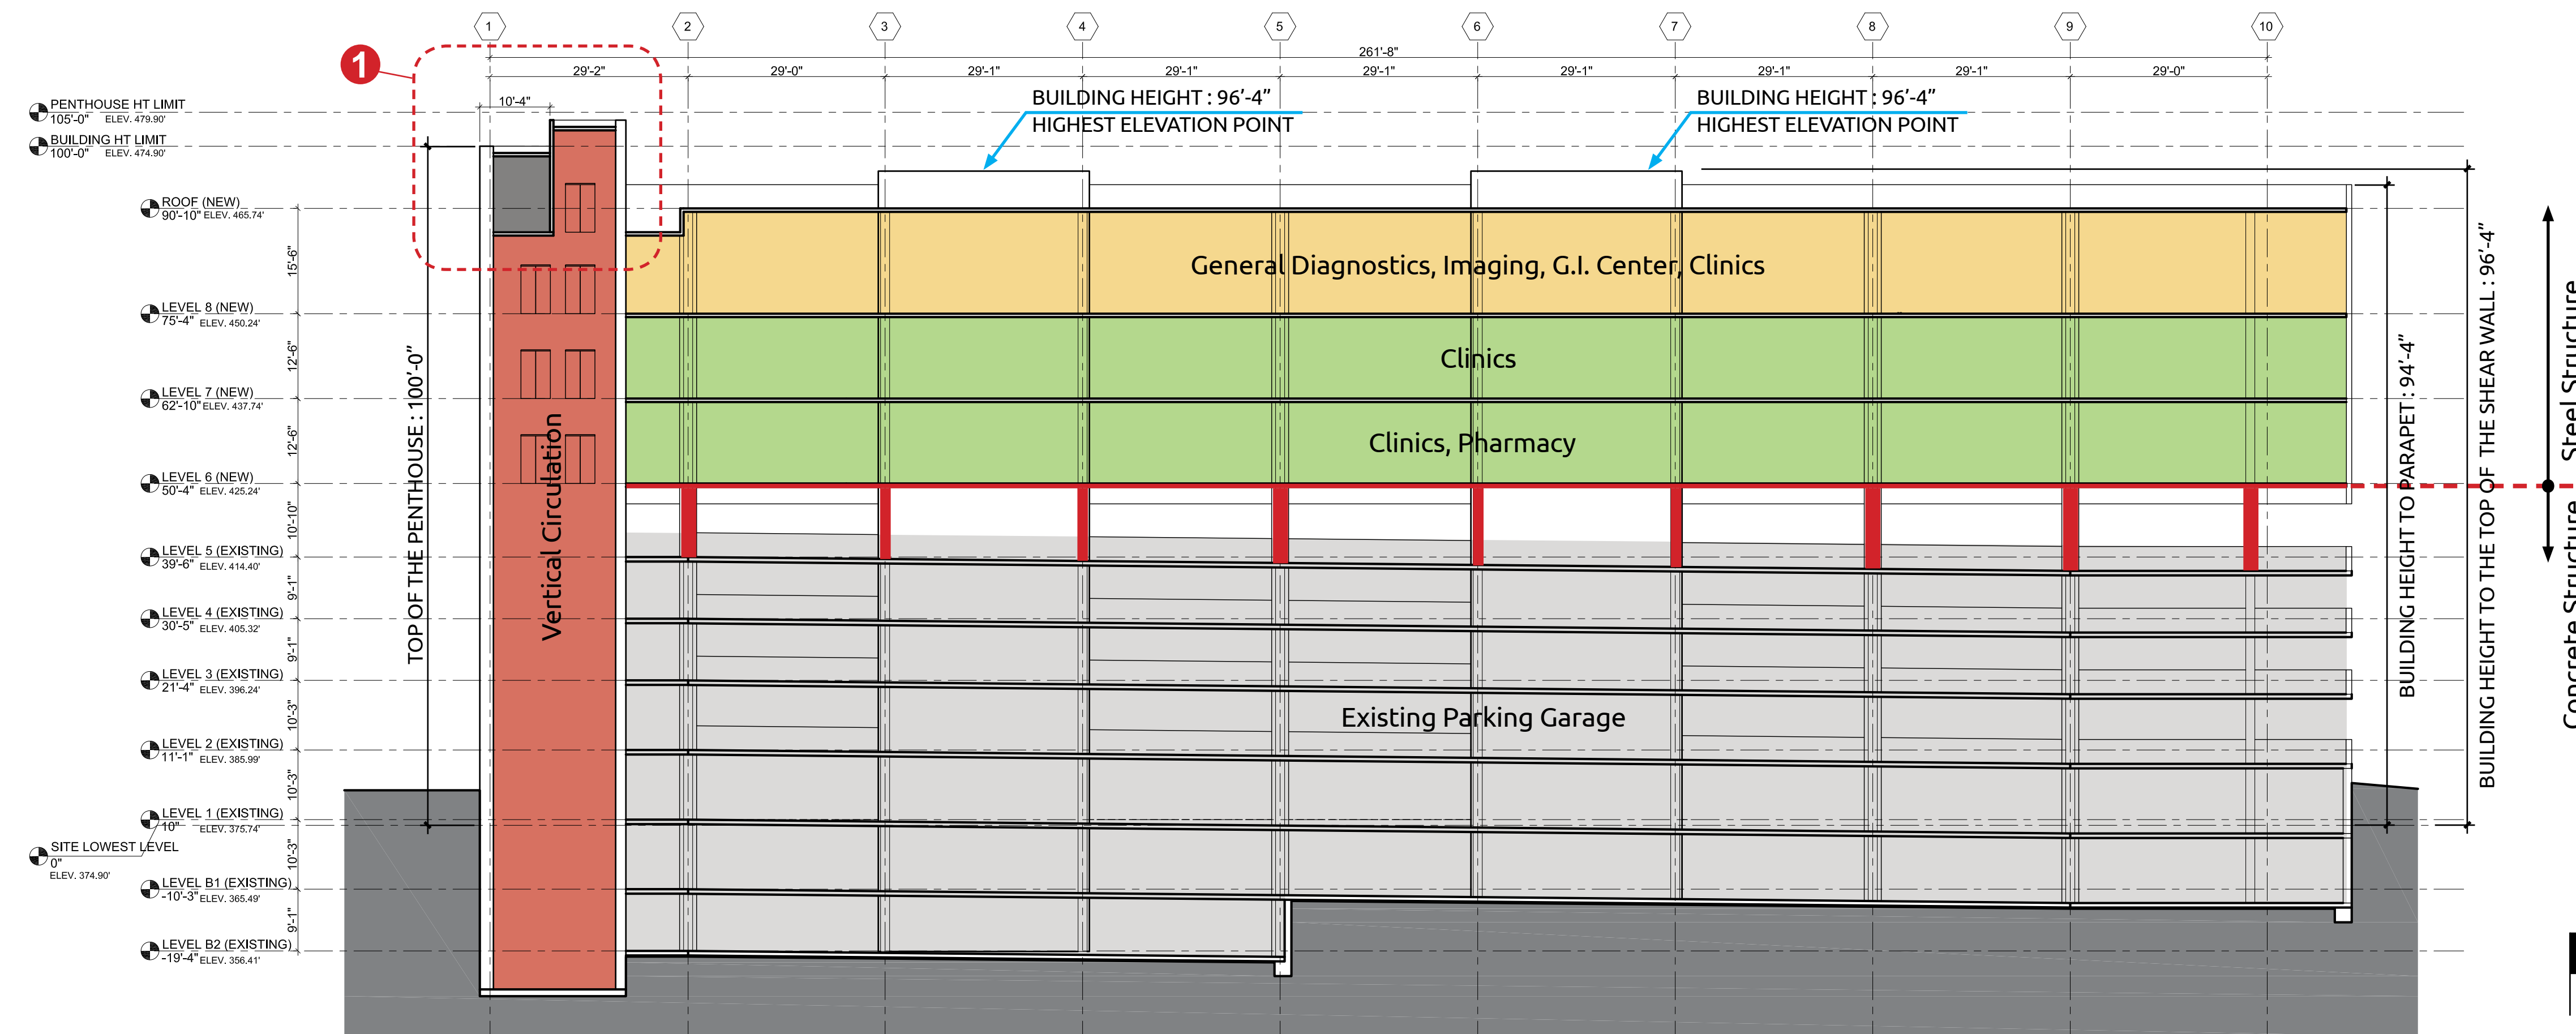 1 2 3 4 5 6 7 8 9 10
261'-8"
29'-2" 29'-0" 29'-1" 29'-1" 29'-1" 29'-1" 29'-1" 29'-1" 29'-0"
1
10'-4"
PENTHOUSE HT LIMIT
105'-0" ELEV. 479.90'
BUILDING HT LIMIT
100'-0" ELEV. 474.90'
BUILDING HEIGHT : 96’-4”
HIGHEST ELEVATION POINT
BUILDING HEIGHT : 96’-4”
HIGHEST ELEVATION POINT
ROOF (NEW)
90'-10" ELEV. 465.74'
15'-6"
LEVEL 8 (NEW)
75'-4" ELEV. 450.24'
12'-6"
LEVEL 7 (NEW)
62'-10" ELEV. 437.74'
12'-6"
LEVEL 6 (NEW)
50'-4" ELEV. 425.24'
10'-10"
LEVEL 5 (EXISTING)
39'-6" ELEV. 414.40'
9'-1"
LEVEL 4 (EXISTING)
30'-5" ELEV. 405.32'
9'-1"
LEVEL 3 (EXISTING)
21'-4" ELEV. 396.24'
10'-3"
LEVEL 2 (EXISTING)
11'-1" ELEV. 385.99'
10'-3"
LEVEL 1 (EXISTING)
10" ELEV. 375.74'
SITE LOWEST LEVEL
0"
ELEV. 374.90'
10'-3"
LEVEL B1 (EXISTING)
-10'-3" ELEV. 365.49'
9'-1"
LEVEL B2 (EXISTING)
-19'-4" ELEV. 356.41'
TOP OF THE PENTHOUSE : 100’-0”
Vertical Circulation
General Diagnostics, Imaging, G.I. Center, Clinics
Clinics
Clinics, Pharmacy
Existing Parking Garage
BUILDING HEIGHT TO PARAPET : 94’-4”
BUILDING HEIGHT TO THE TOP OF THE SHEAR WALL : 96’-4”
Steel Structure
Concrete Structure